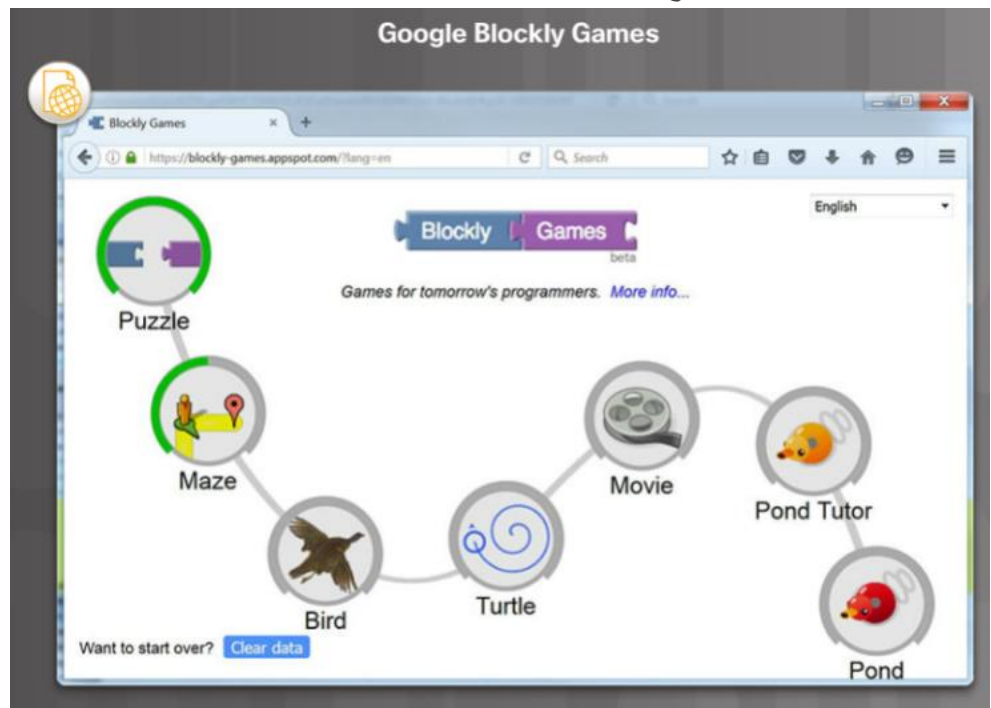 Google Blockly Games
Blockly Games
https://blockly-games.appspot.com/?lang=en
Search
English
Blockly Games
beta
Games for tomorrow's programmers. More info...
Puzzle
Maze
Movie
Pond Tutor
Bird
Turtle
Want to start over? Clear data
Pond